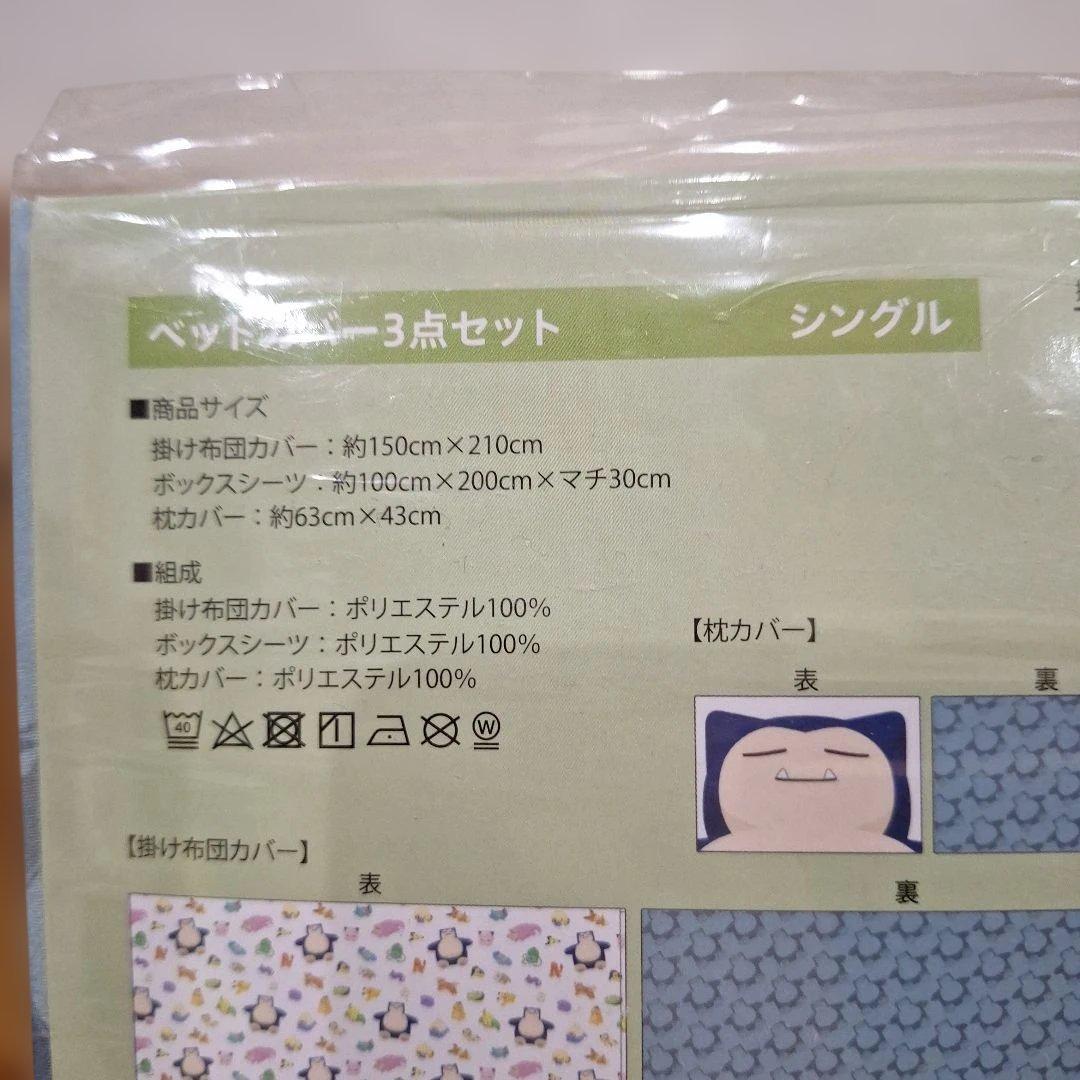 ベットカバー3点セット シングル
■商品サイズ
掛け布団カバー：約150cm×210cm
ボックスシーツ：約100cm×200cm×マチ30cm
枕カバー：約63cm×43cm
■組成
掛け布団カバー：ポリエステル100%
ボックスシーツ：ポリエステル100%
枕カバー：ポリエステル100%
40 W
【枕カバー】
表 裏
【掛け布団カバー】
表 裏